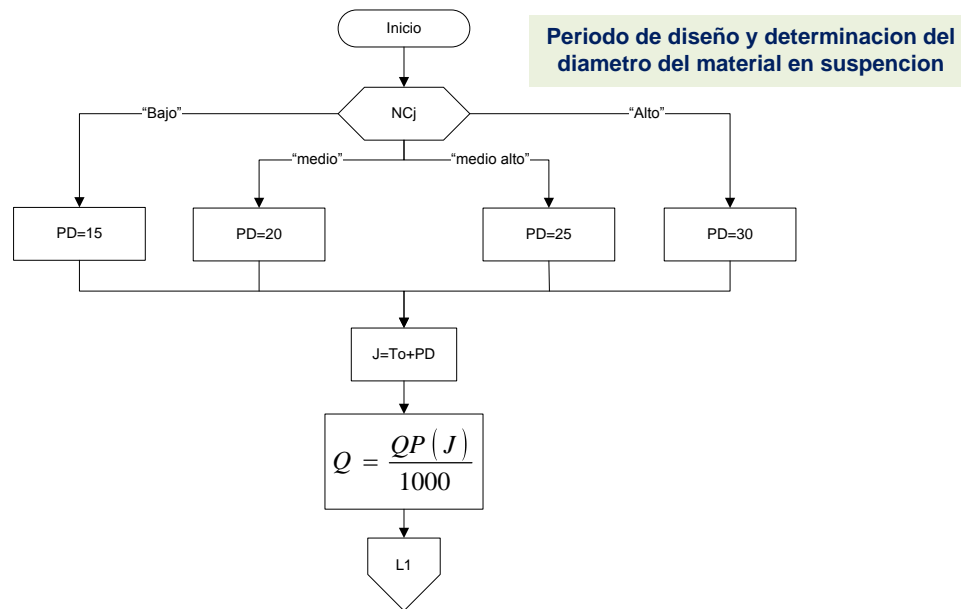 Inicio
Periodo de diseño y determinacion del
diametro del material en suspencion
NCj
“Bajo”
“Alto”
“medio”
“medio alto”
PD=15
PD=20
PD=25
PD=30
J=To+PD
Q = QP(J)/1000
L1